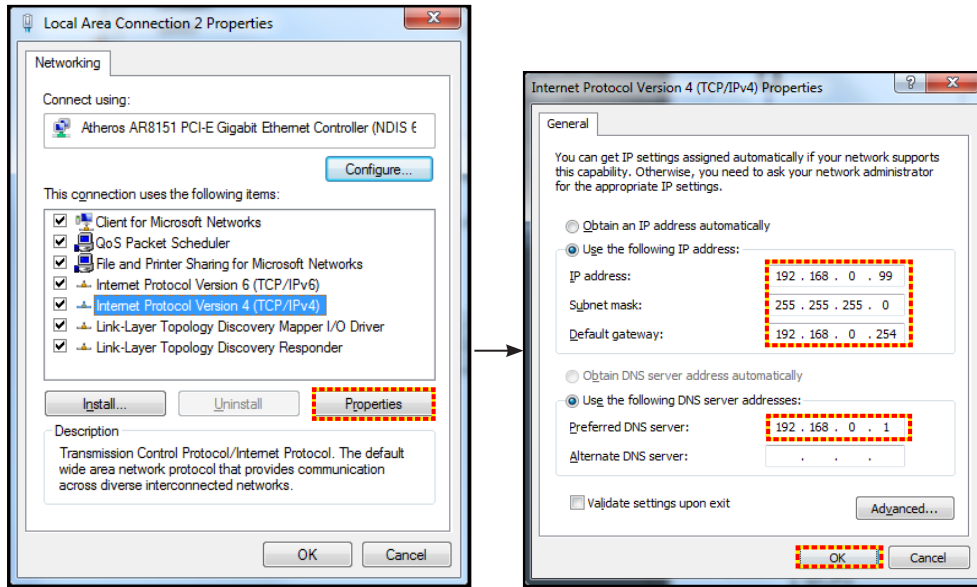 Local Area Connection 2 Properties
Networking
Connect using:
Atheros AR8151 PCI-E Gigabit Ethernet Controller (NDIS 6
Configure...
This connection uses the following items:
Client for Microsoft Networks
QoS Packet Scheduler
File and Printer Sharing for Microsoft Networks
Internet Protocol Version 6 (TCP/IPv6)
Internet Protocol Version 4 (TCP/IPv4)
Link-Layer Topology Discovery Mapper I/O Driver
Link-Layer Topology Discovery Responder
Install...
Uninstall
Properties
Description
Transmission Control Protocol/Internet Protocol. The default
wide area network protocol that provides communication
across diverse interconnected networks.
OK
Cancel
Internet Protocol Version 4 (TCP/IPv4) Properties
General
You can get IP settings assigned automatically if your network supports
this capability. Otherwise, you need to ask your network administrator
for the appropriate IP settings.
Obtain an IP address automatically
Use the following IP address:
IP address: 192 . 168 . 0 . 99
Subnet mask: 255 . 255 . 255 . 0
Default gateway: 192 . 168 . 0 . 254
Obtain DNS server address automatically
Use the following DNS server addresses:
Preferred DNS server: 192 . 168 . 0 . 1
Alternate DNS server: . . .
Validate settings upon exit
Advanced...
OK
Cancel